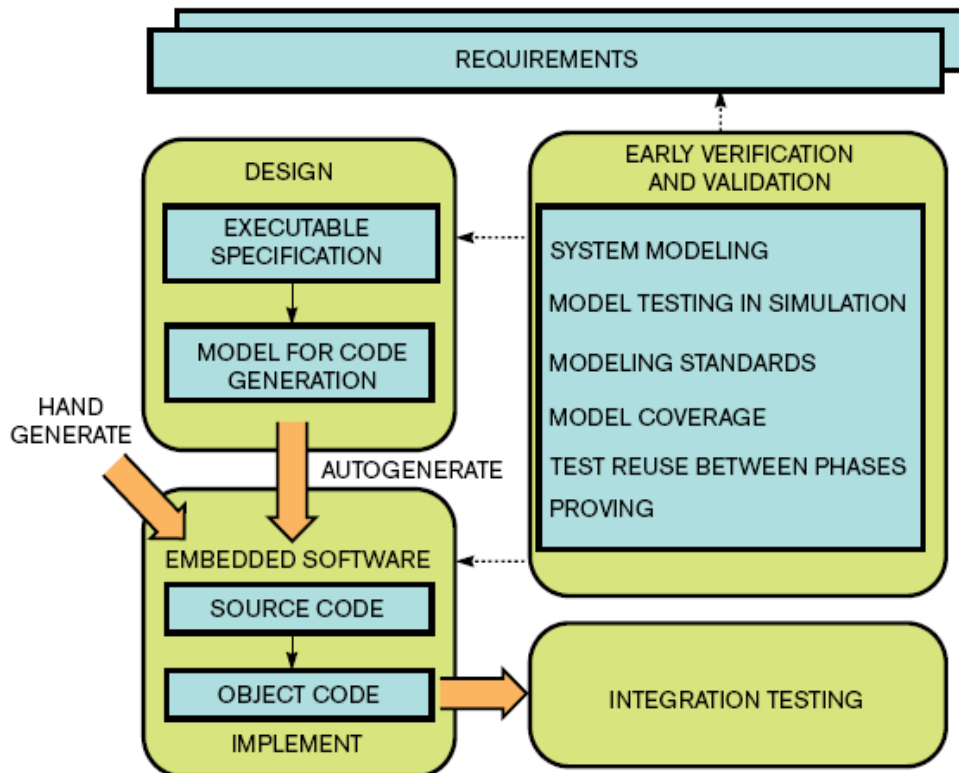 REQUIREMENTS
DESIGN
EXECUTABLE
SPECIFICATION
MODEL FOR CODE
GENERATION
HAND
GENERATE
AUTOGENERATE
EMBEDDED SOFTWARE
SOURCE CODE
OBJECT CODE
IMPLEMENT
EARLY VERIFICATION
AND VALIDATION
SYSTEM MODELING
MODEL TESTING IN SIMULATION
MODELING STANDARDS
MODEL COVERAGE
TEST REUSE BETWEEN PHASES
PROVING
INTEGRATION TESTING